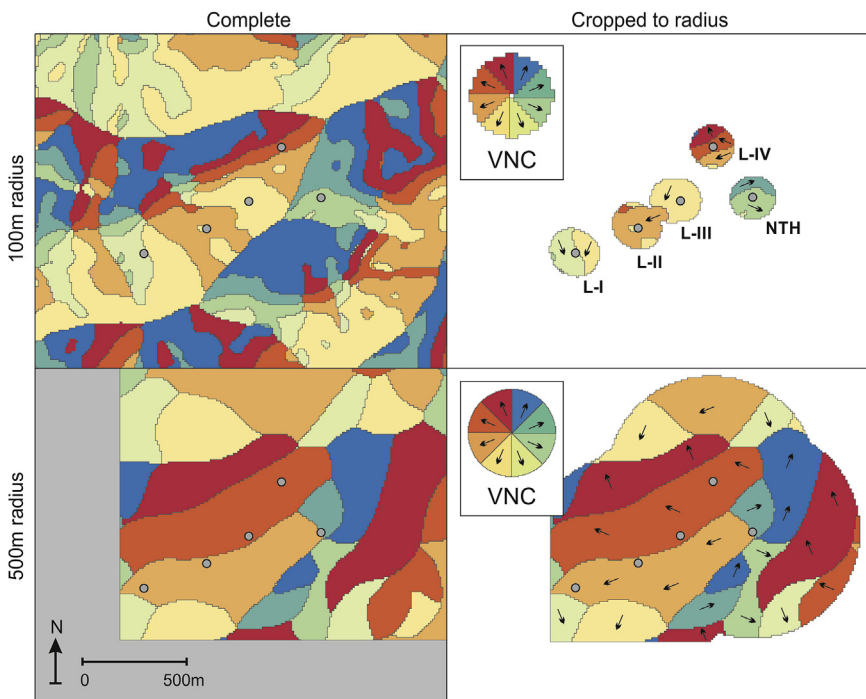 Complete
Cropped to radius
100m radius
VNC
L-IV
NTH
L-III
L-II
L-I
500m radius
VNC
N
0 500m